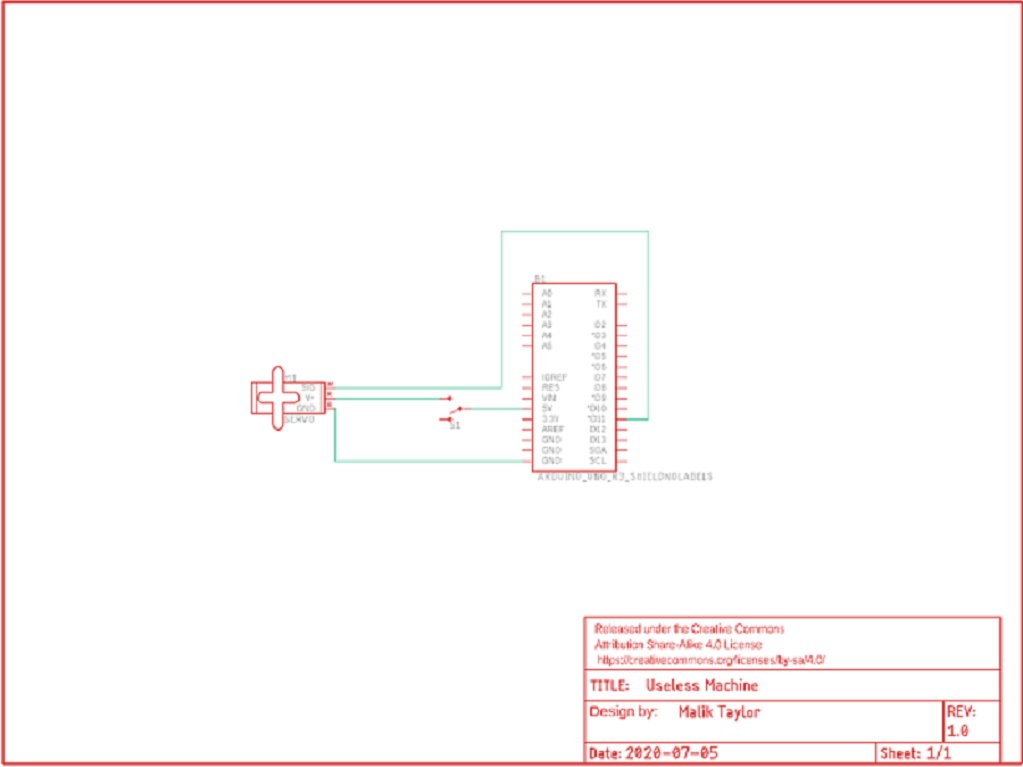 B1
A0 RX
A1 TX
A2
A3 D2
A4 *D3
A5 D4
*D5
*D6
IOREF D7
RES D8
VIN *D9
5V *D10
3.3V *D11
AREF D12
GND D13
GND SDA
GND SCL
ARDUINO_UNO_R3_SHIELDNOLABELS
M1
SIG
V+
GND
SERVO
S1
Released under the Creative Commons
Attribution Share-Alike 4.0 License
https://creativecommons.org/licenses/by-sa/4.0/
TITLE: Useless Machine
Design by: Malik Taylor
REV:
1.0
Date: 2020-07-05
Sheet: 1/1